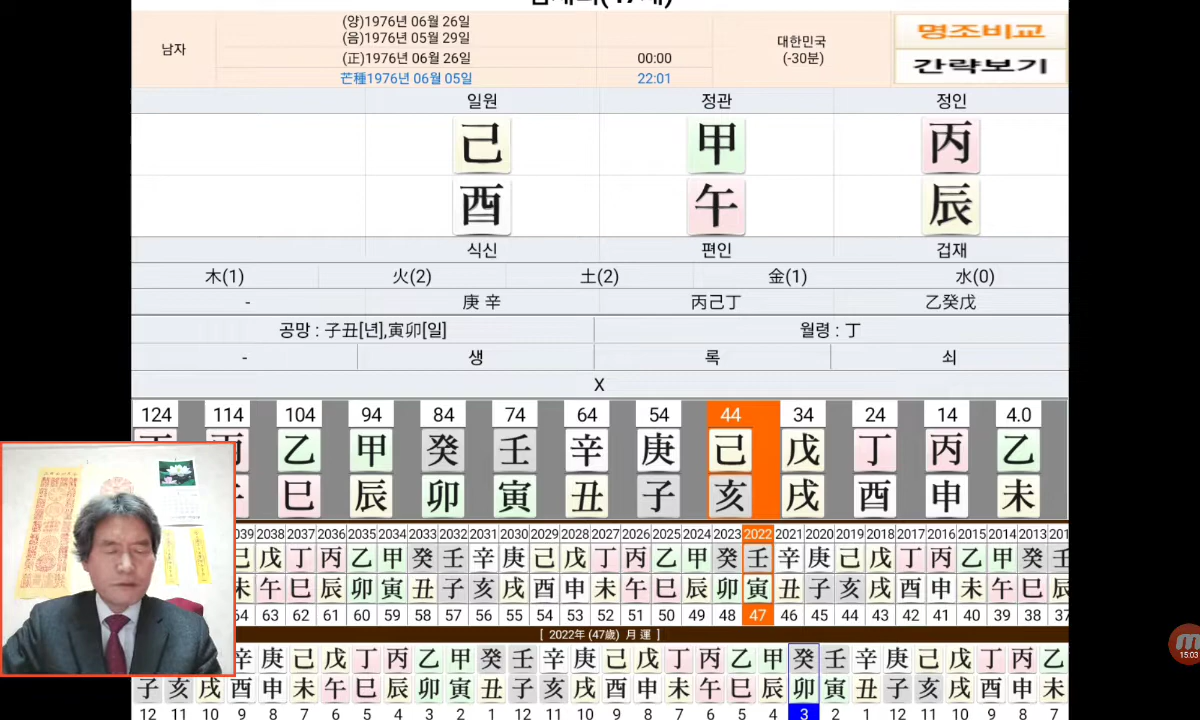 (양)1976년 06월 26일
(음)1976년 05월 29일
남자
대한민국
(-30분)
명조비교
(正)1976년 06월 26일 00:00
간략보기
芒種1976년 06월 05일 22:01
일원 정관 정인
己 甲 丙
酉 午 辰
식신 편인 겁재
木(1) 火(2) 土(2) 金(1) 水(0)
- 庚 辛 丙己丁 乙癸戊
공망 : 子丑[년],寅卯[일] 월령 : 丁
- 생 록 쇠
X
124 114 104 94 84 74 64 54 44 34 24 14 4.0
丙 乙 甲 癸 壬 辛 庚 己 戊 丁 丙 乙
巳 辰 卯 寅 丑 子 亥 戌 酉 申 未
2038 2037 2036 2035 2034 2033 2032 2031 2030 2029 2028 2027 2026 2025 2024 2023 2022 2021 2020 2019 2018 2017 2016 2015 2014 2013
己 戊 丁 丙 乙 甲 癸 壬 辛 庚 己 戊 丁 丙 乙 甲 癸 壬 辛 庚 己 戊 丁 丙 乙 甲 癸 壬
未 午 巳 辰 卯 寅 丑 子 亥 戌 酉 申 未 午 巳 辰 卯 寅 丑 子 亥 戌 酉 申 未 午 巳 辰
64 63 62 61 60 59 58 57 56 55 54 53 52 51 50 49 48 47 46 45 44 43 42 41 40 39 38 37
[ 2022年 (47歲) 月 運 ]
辛 庚 己 戊 丁 丙 乙 甲 癸 壬 辛 庚 己 戊 丁 丙 乙 甲 癸 壬 辛 庚 己 戊 丁 丙 乙
子 亥 戌 酉 申 未 午 巳 辰 卯 寅 丑 子 亥 戌 酉 申 未 午 巳 辰 卯 寅 丑 子 亥 戌 酉 申 未
12 11 10 9 8 7 6 5 4 3 2 1 12 11 10 9 8 7 6 5 4 3 2 1 12 11 10 9 8 7
15:03